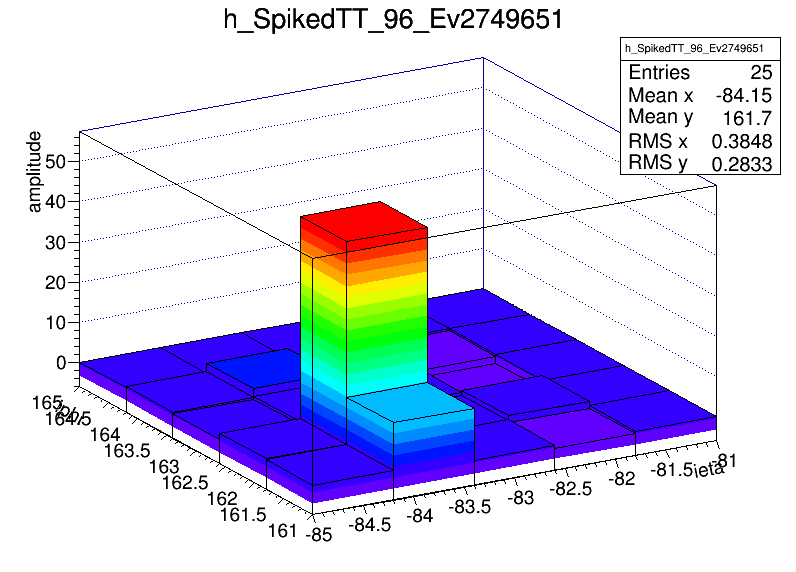 h_SpikedTT_96_Ev2749651
h_SpikedTT_96_Ev2749651
Entries 25
Mean x -84.15
Mean y 161.7
RMS x 0.3848
RMS y 0.2833
amplitude
50
40
30
20
10
0
165
164.5
164
163.5
163
162.5
162
161.5
161
-85
-84.5
-84
-83.5
-83
-82.5
-82
-81.5
-81
ieta